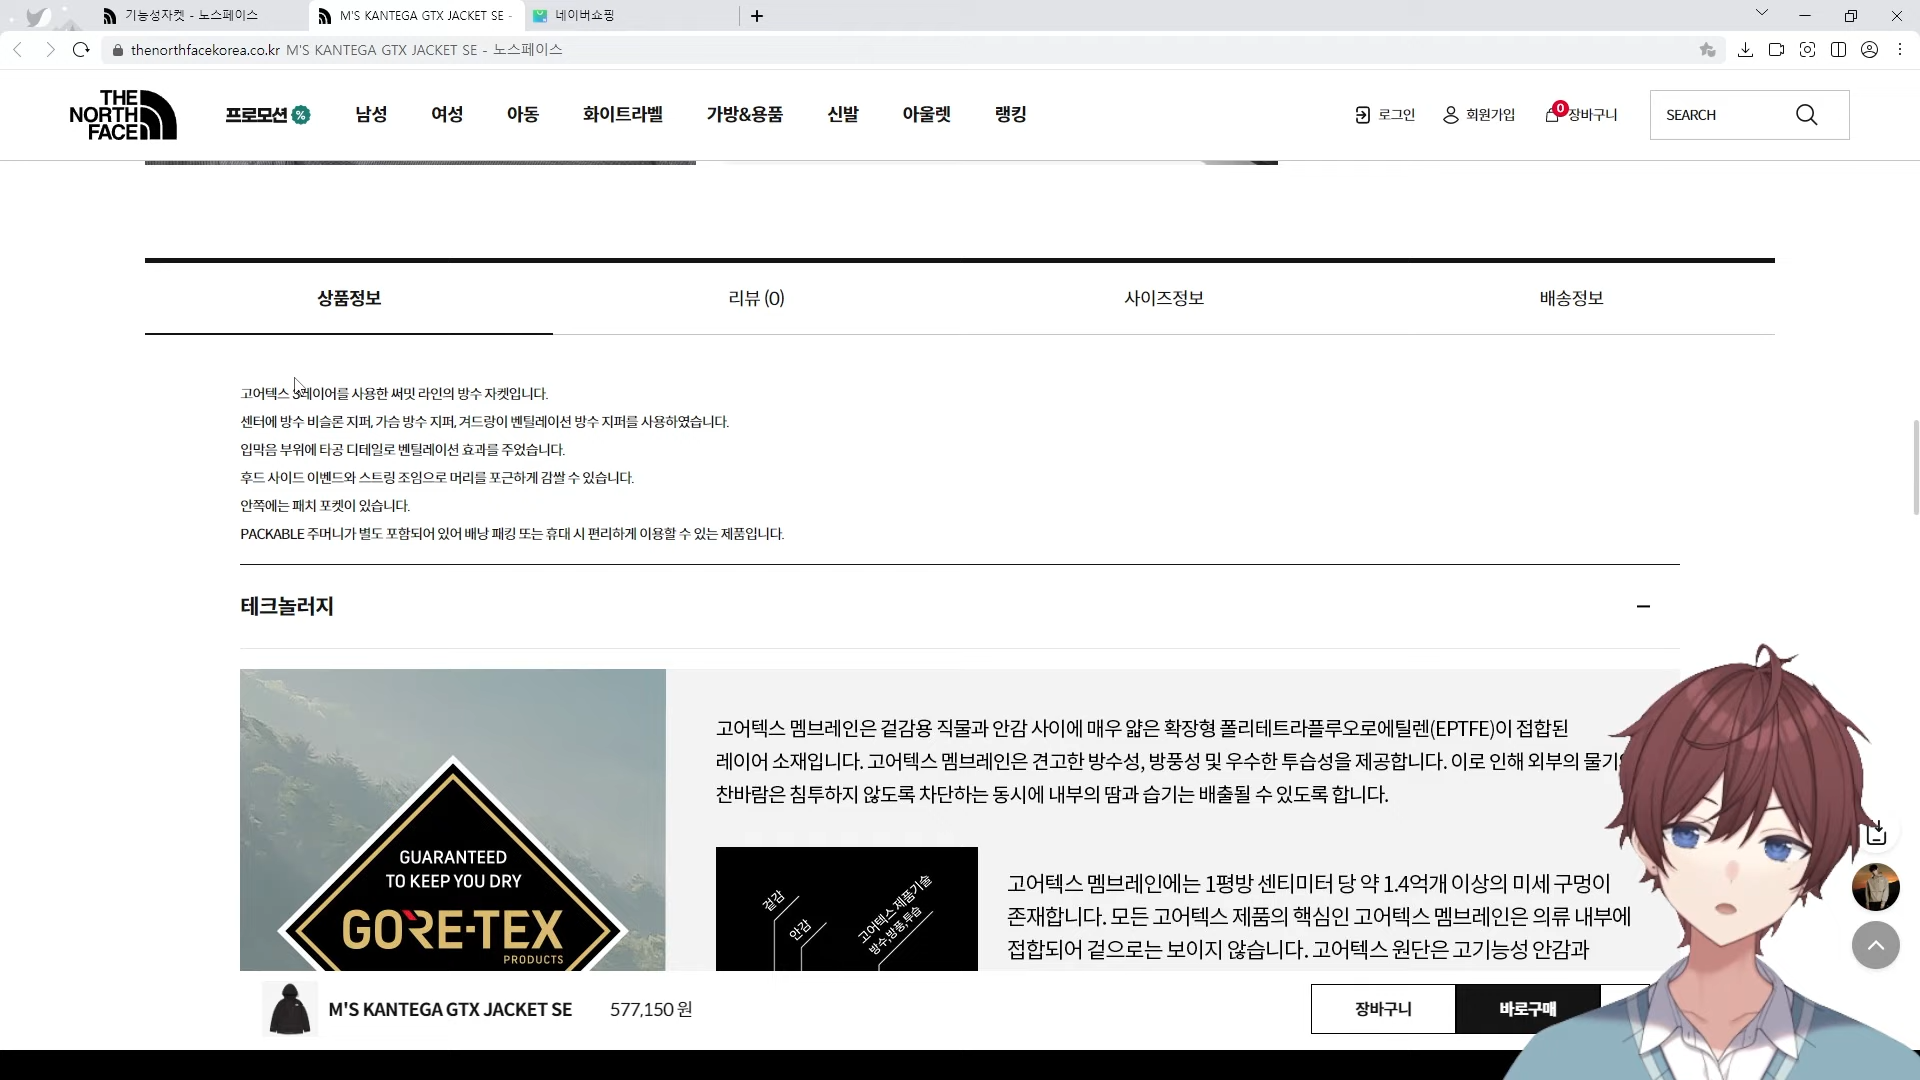 기능성자켓 - 노스페이스
M'S KANTEGA GTX JACKET SE -
네이버쇼핑
thenorthfacekorea.co.kr M'S KANTEGA GTX JACKET SE - 노스페이스
THE
NORTH
FACE
프로모션 %
남성
여성
아동
화이트라벨
가방&용품
신발
아울렛
랭킹
로그인
회원가입
0
장바구니
SEARCH
상품정보
리뷰 (0)
사이즈정보
배송정보
고어텍스 3레이어를 사용한 써밋 라인의 방수 자켓입니다.
센터에 방수 비슬론 지퍼, 가슴 방수 지퍼, 겨드랑이 벤틸레이션 방수 지퍼를 사용하였습니다.
입막음 부위에 타공 디테일로 벤틸레이션 효과를 주었습니다.
후드 사이드 이벤드와 스트링 조임으로 머리를 포근하게 감쌀 수 있습니다.
안쪽에는 패치 포켓이 있습니다.
PACKABLE 주머니가 별도 포함되어 있어 배낭 패킹 또는 휴대 시 편리하게 이용할 수 있는 제품입니다.
테크놀러지
고어텍스 멤브레인은 겉감용 직물과 안감 사이에 매우 얇은 확장형 폴리테트라플루오로에틸렌(EPTFE)이 접합된
레이어 소재입니다. 고어텍스 멤브레인은 견고한 방수성, 방풍성 및 우수한 투습성을 제공합니다. 이로 인해 외부의
찬바람은 침투하지 않도록 차단하는 동시에 내부의 땀과 습기는 배출될 수 있도록 합니다.
GUARANTEED
TO KEEP YOU DRY
GORE-TEX
PRODUCTS
겉감
안감
고어텍스 제품기술
방수,방풍,투습
고어텍스 멤브레인에는 1평방 센티미터 당 약 1.4억개 이상의 미세 구멍이
존재합니다. 모든 고어텍스 제품의 핵심인 고어텍스 멤브레인은 의류 내부에
접합되어 겉으로는 보이지 않습니다. 고어텍스 원단은 고기능성 안감과
M'S KANTEGA GTX JACKET SE
577,150 원
장바구니
바로구매